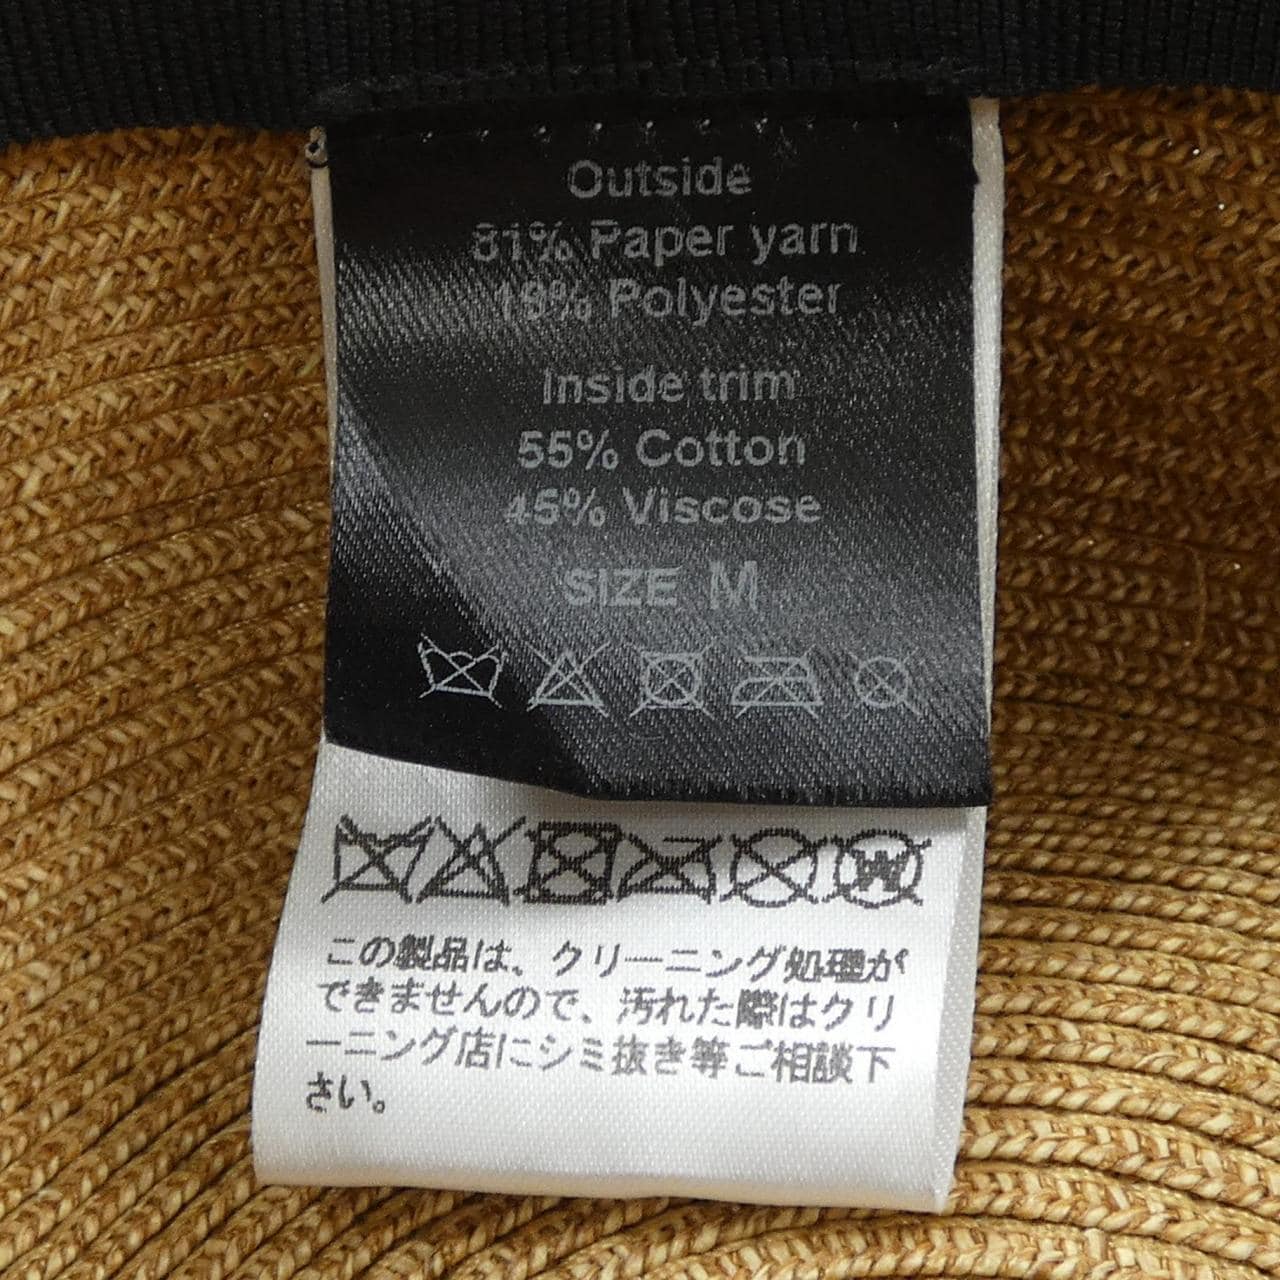 Outside
81% Paper yarn
19% Polyester
Inside trim
55% Cotton
45% Viscose
SIZE M
W
この製品は、クリーニング処理が
できませんので、汚れた際はクリ
ーニング店にシミ抜き等ご相談下
さい。